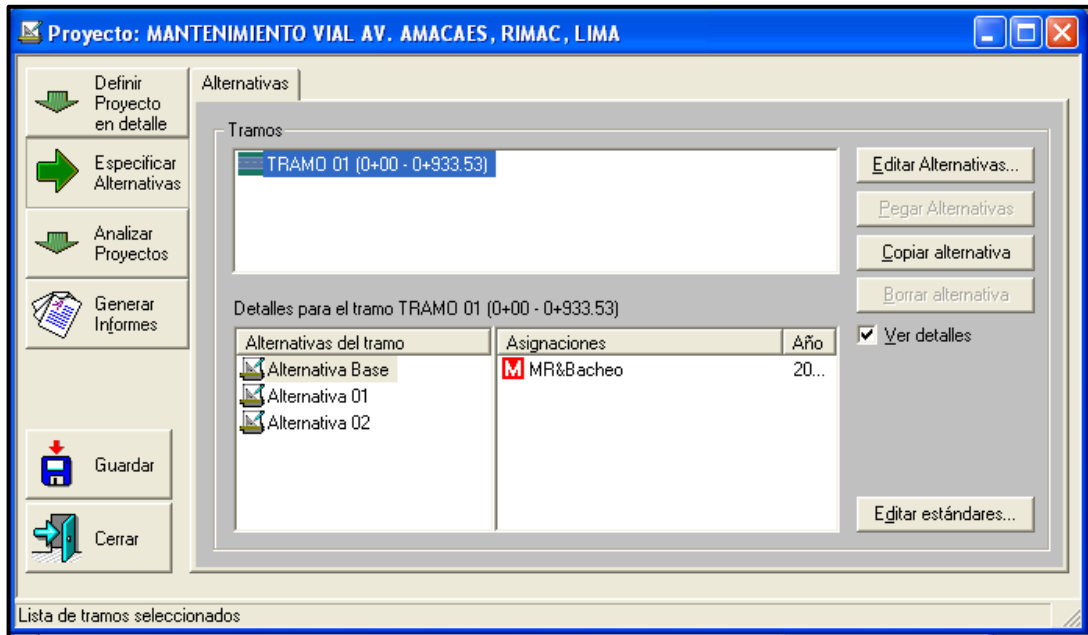 Proyecto: MANTENIMIENTO VIAL AV. AMACAES, RIMAC, LIMA
Definir
Proyecto
en detalle
Especificar
Alternativas
Analizar
Proyectos
Generar
Informes
Guardar
Cerrar
Alternativas
Tramos
TRAMO 01 (0+00 - 0+933.53)
Editar Alternativas...
Pegar Alternativas
Copiar alternativa
Borrar alternativa
Ver detalles
Detalles para el tramo TRAMO 01 (0+00 - 0+933.53)
Alternativas del tramo
Asignaciones
Año
Alternativa Base
M MR&Bacheo
20...
Alternativa 01
Alternativa 02
Editar estándares...
Lista de tramos seleccionados